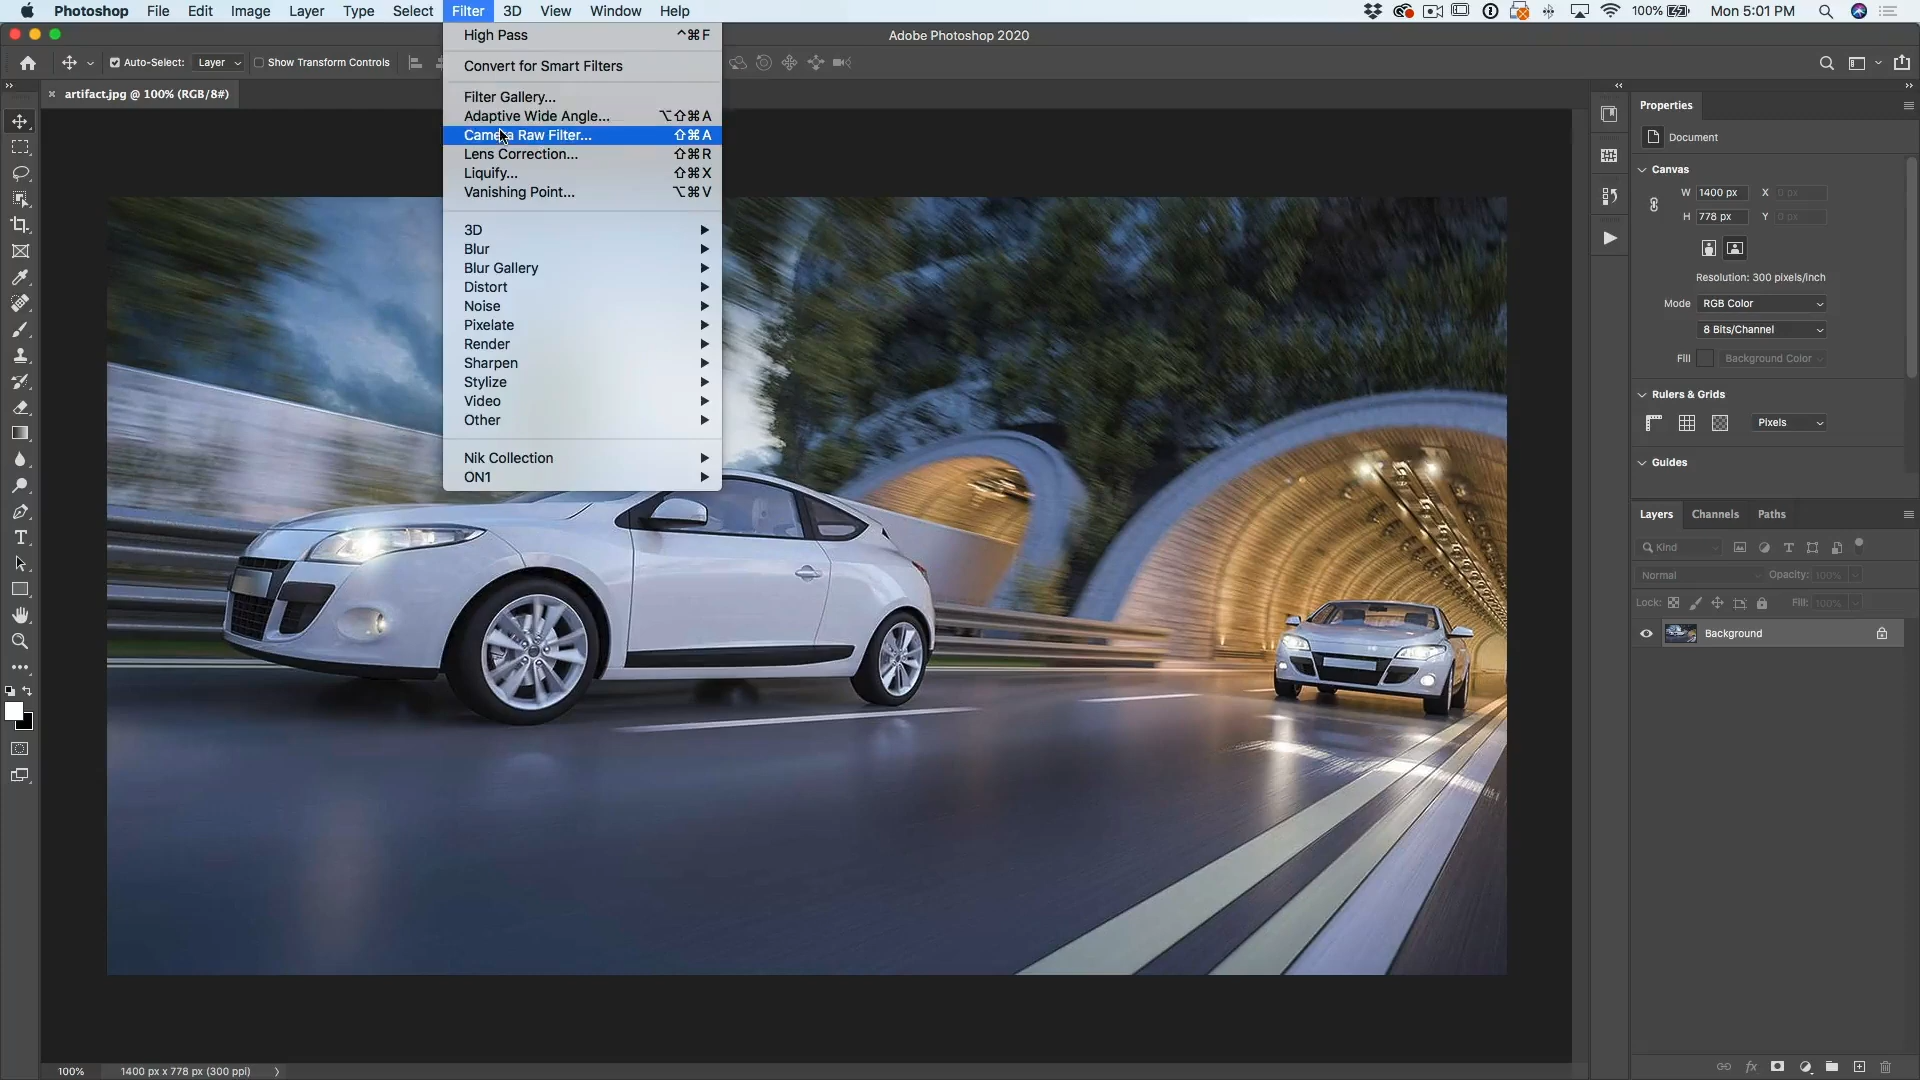 Photoshop File Edit Image Layer Type Select Filter 3D View Window Help 100% Mon 5:01 PM
Adobe Photoshop 2020
Auto-Select: Layer Show Transform Controls
artifact.jpg @ 100% (RGB/8#)
High Pass ^⌘F
Convert for Smart Filters
Filter Gallery...
Adaptive Wide Angle... ⌥⇧⌘A
Camera Raw Filter... ⇧⌘A
Lens Correction... ⇧⌘R
Liquify... ⇧⌘X
Vanishing Point... ⌥⌘V
3D
Blur
Blur Gallery
Distort
Noise
Pixelate
Render
Sharpen
Stylize
Video
Other
Nik Collection
ON1
Properties
Document
Canvas
W 1400 px X 0 px
H 778 px Y 0 px
Resolution: 300 pixels/inch
Mode RGB Color
8 Bits/Channel
Fill Background Color
Rulers & Grids
Pixels
Guides
Layers Channels Paths
Kind
Normal Opacity: 100%
Lock: Fill: 100%
Background
fx
100% 1400 px x 778 px (300 ppi)